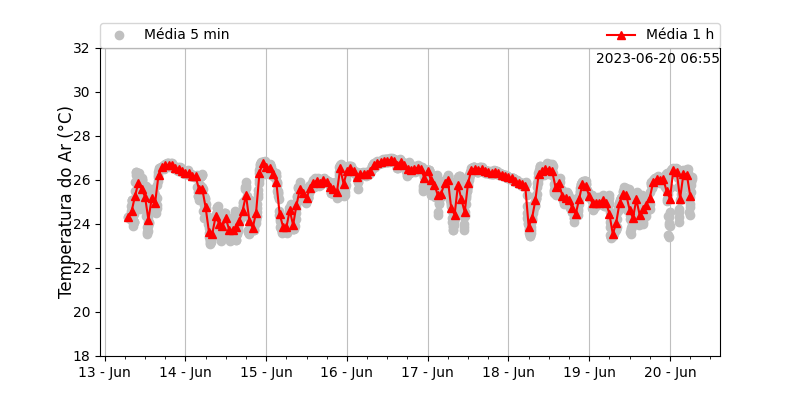 Média 5 min
Média 1 h
2023-06-20 06:55
Temperatura do Ar (°C)
32
30
28
26
24
22
20
18
13 - Jun
14 - Jun
15 - Jun
16 - Jun
17 - Jun
18 - Jun
19 - Jun
20 - Jun